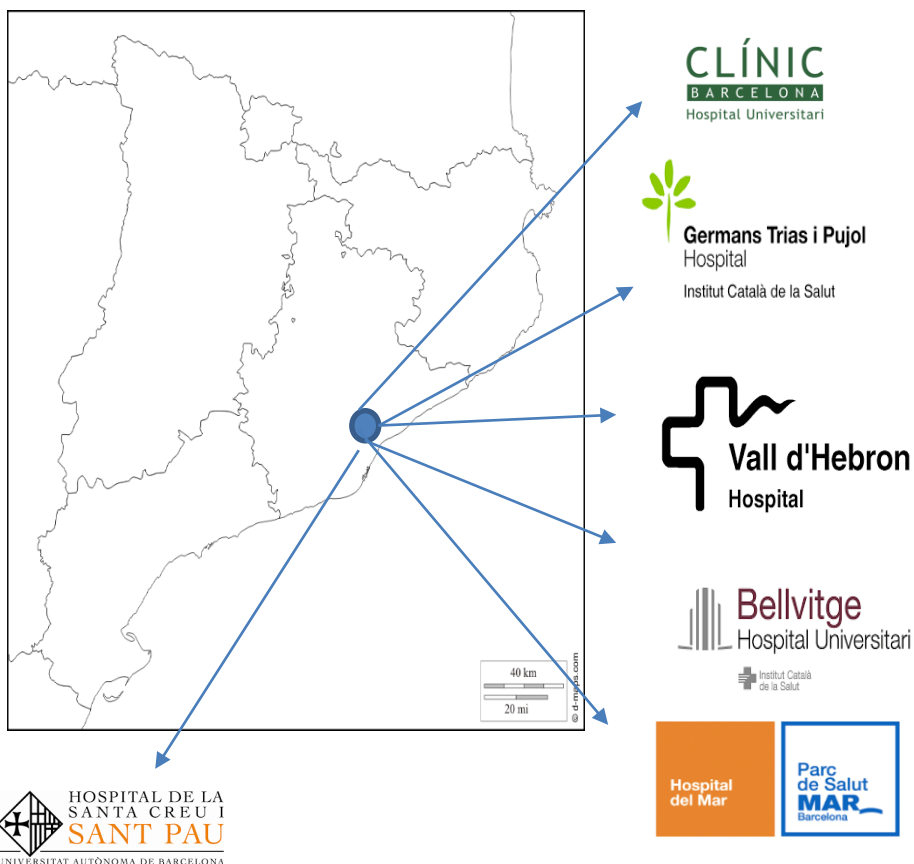 CLÍNIC
BARCELONA
Hospital Universitari
Germans Trias i Pujol
Hospital
Institut Català de la Salut
Vall d'Hebron
Hospital
Bellvitge
Hospital Universitari
Institut Català
de la Salut
40 km
20 mi
© d-maps.com
Hospital
del Mar
Parc
de Salut
MAR
Barcelona
HOSPITAL DE LA
SANTA CREU I
SANT PAU
UNIVERSITAT AUTÒNOMA DE BARCELONA